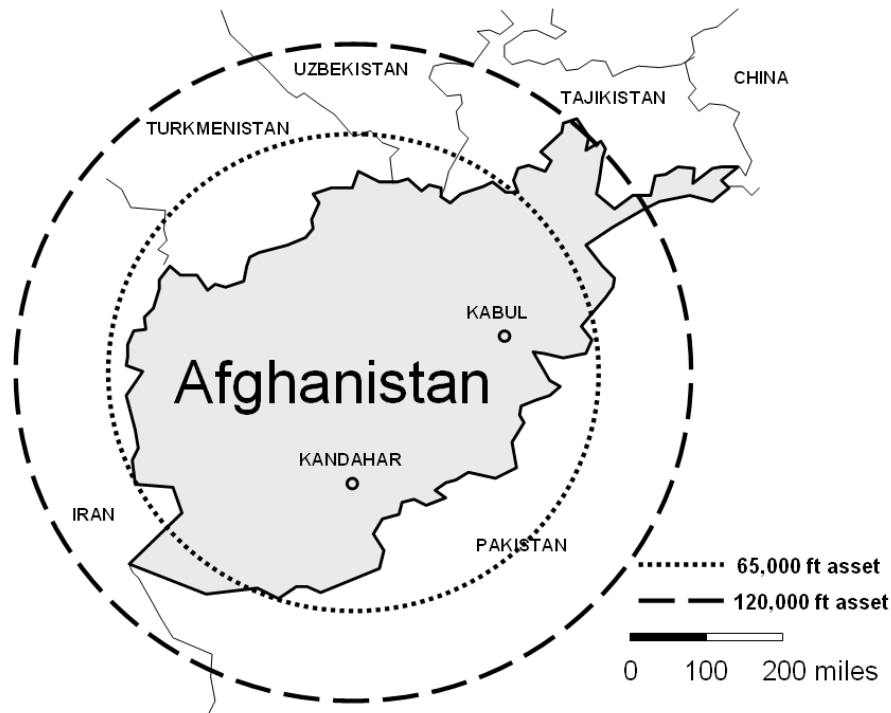 UZBEKISTAN
CHINA
TAJIKISTAN
TURKMENISTAN
KABUL
Afghanistan
KANDAHAR
IRAN
PAKISTAN
65,000 ft asset
120,000 ft asset
0 100 200 miles